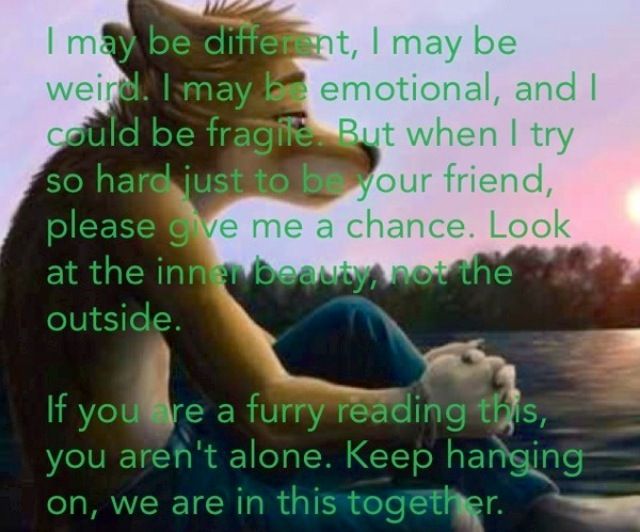 I may be different, I may be
weird. I may be emotional, and I
could be fragile. But when I try
so hard just to be your friend,
please give me a chance. Look
at the inner beauty, not the
outside.
If you are a furry reading this,
you aren't alone. Keep hanging
on, we are in this together.